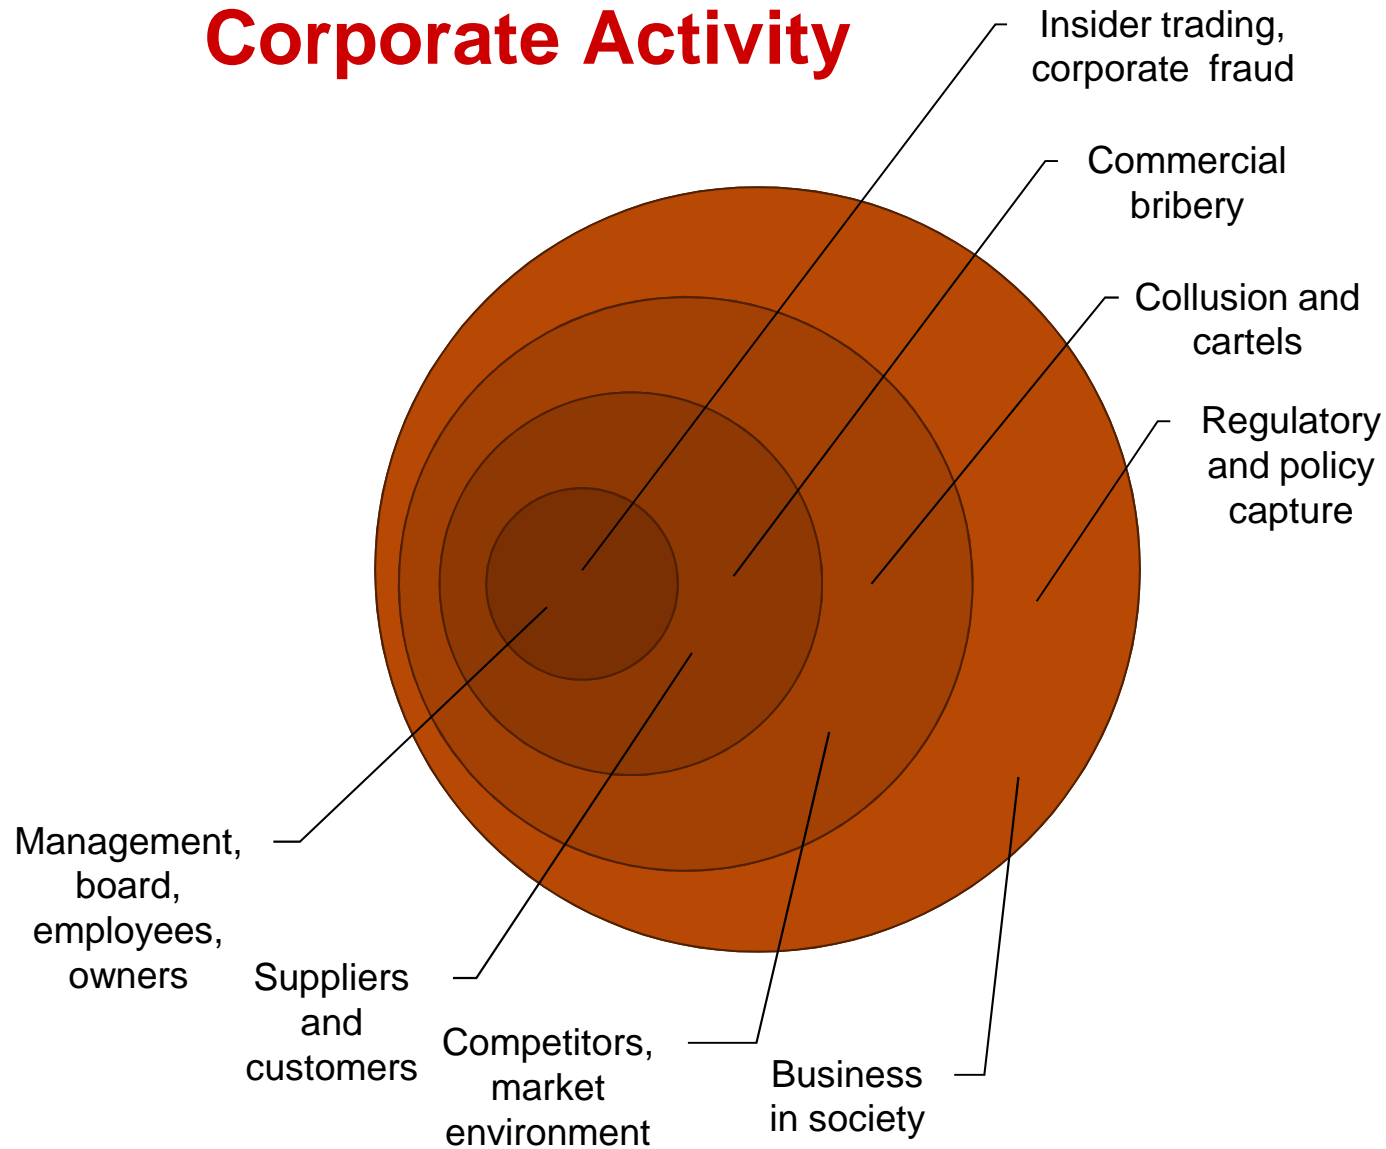 Corporate Activity
Insider trading,
corporate  fraud
Commercial
bribery
Collusion and
cartels
Regulatory
and policy
capture
Management,
board,
employees,
owners
Suppliers
and
customers
Competitors,
market
environment
Business
in society